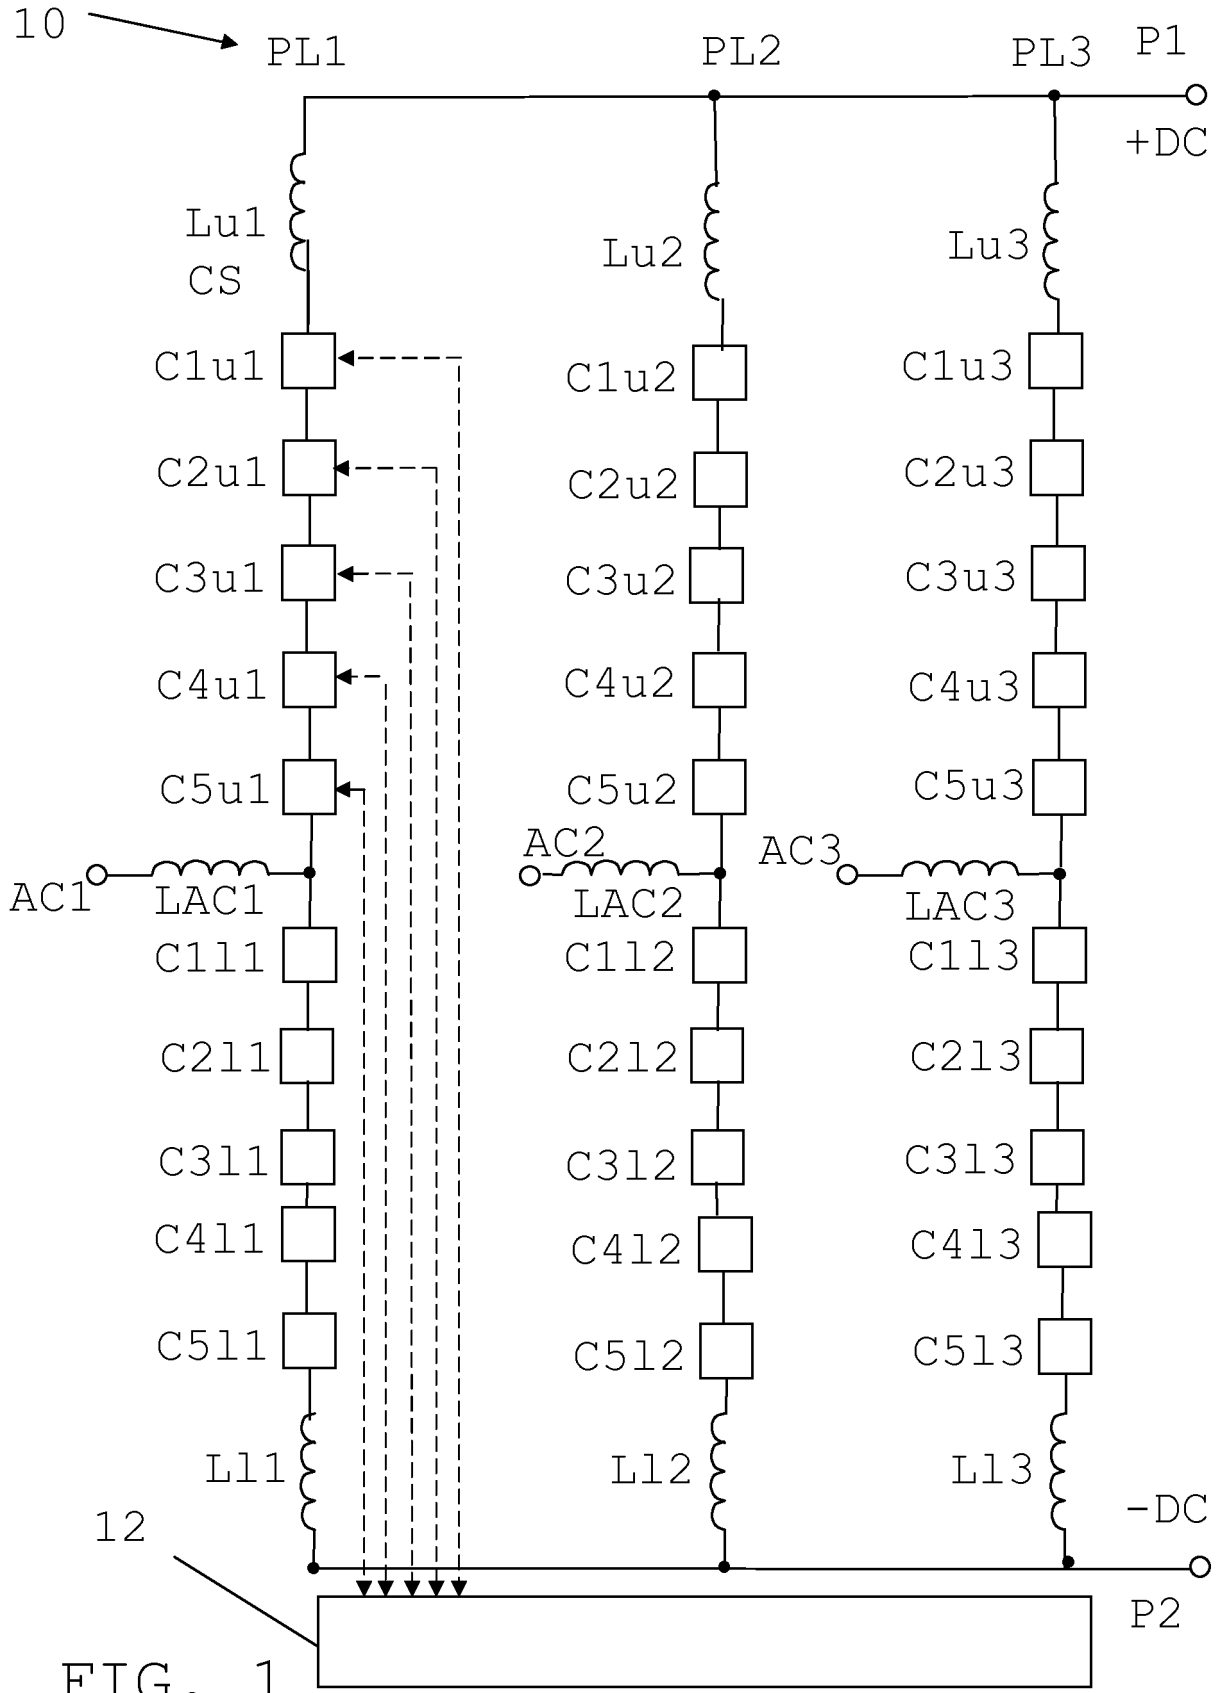 10
PL1 PL2 PL3 P1
+DC
Lu1 Lu2 Lu3
CS
C1u1 C1u2 C1u3
C2u1 C2u2 C2u3
C3u1 C3u2 C3u3
C4u1 C4u2 C4u3
C5u1 C5u2 C5u3
AC1 AC2 AC3
LAC1 LAC2 LAC3
C1l1 C1l2 C1l3
C2l1 C2l2 C2l3
C3l1 C3l2 C3l3
C4l1 C4l2 C4l3
C5l1 C5l2 C5l3
Ll1 Ll2 Ll3
-DC
12
P2
FIG. 1